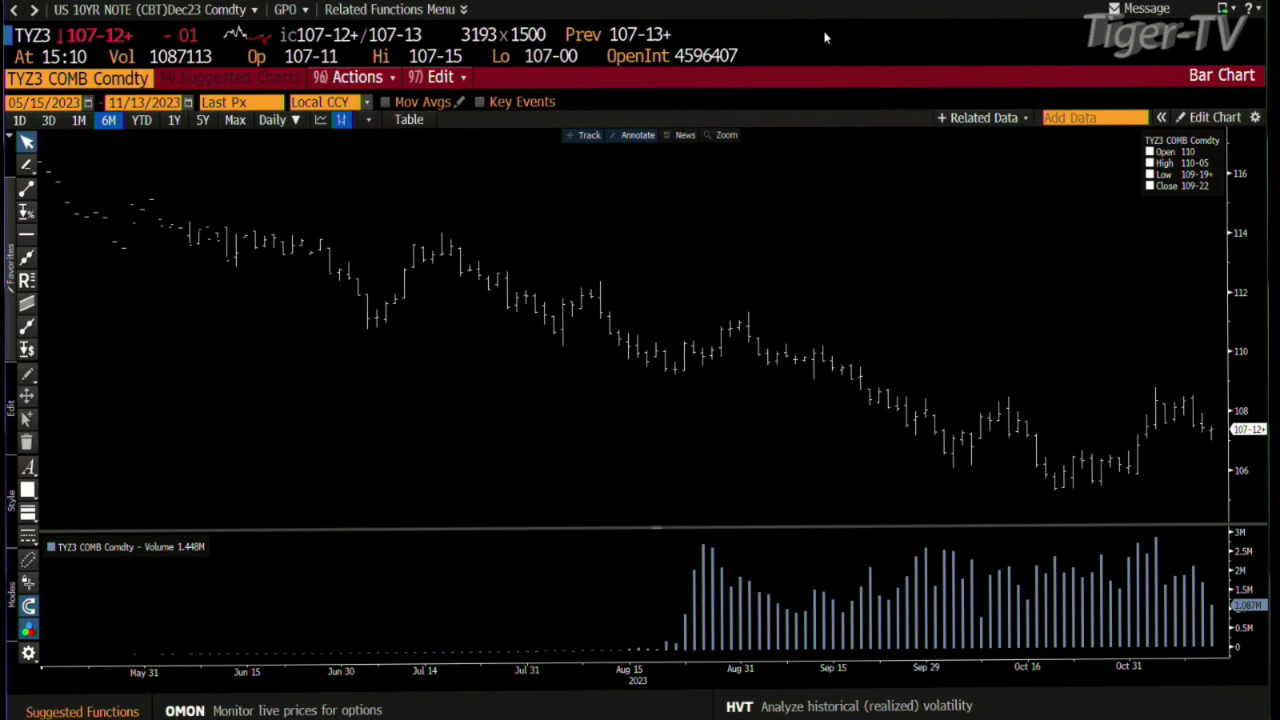 US 10YR NOTE (CBT)Dec23 Comdty GPO Related Functions Menu Message ?
Tiger-TV
TYZ3 ↓107-12+ - 01 ic107-12+/107-13 3193x1500 Prev 107-13+
At 15:10 Vol 1087113 Op 107-11 Hi 107-15 Lo 107-00 OpenInt 4596407
TYZ3 COMB Comdty 94) Suggested Charts 96) Actions 97) Edit Bar Chart
05/15/2023 - 11/13/2023 Last Px Local CCY Mov Avgs Key Events
1D 3D 1M 6M YTD 1Y 5Y Max Daily ▼ Table + Related Data Add Data Edit Chart
Track Annotate News Zoom
TYZ3 COMB Comdty
Open 110
High 110-05
Low 109-19+
Close 109-22
116
114
112
110
108
107-12+
106
Favorites
Edit
Style
Modes
TYZ3 COMB Comdty - Volume 1.448M
3M
2.5M
2M
1.5M
1.087M
0.5M
0
May 31 Jun 15 Jun 30 Jul 14 Jul 31 Aug 15 Aug 31 Sep 15 Sep 29 Oct 16 Oct 31
2023
Suggested Functions OMON Monitor live prices for options HVT Analyze historical (realized) volatility